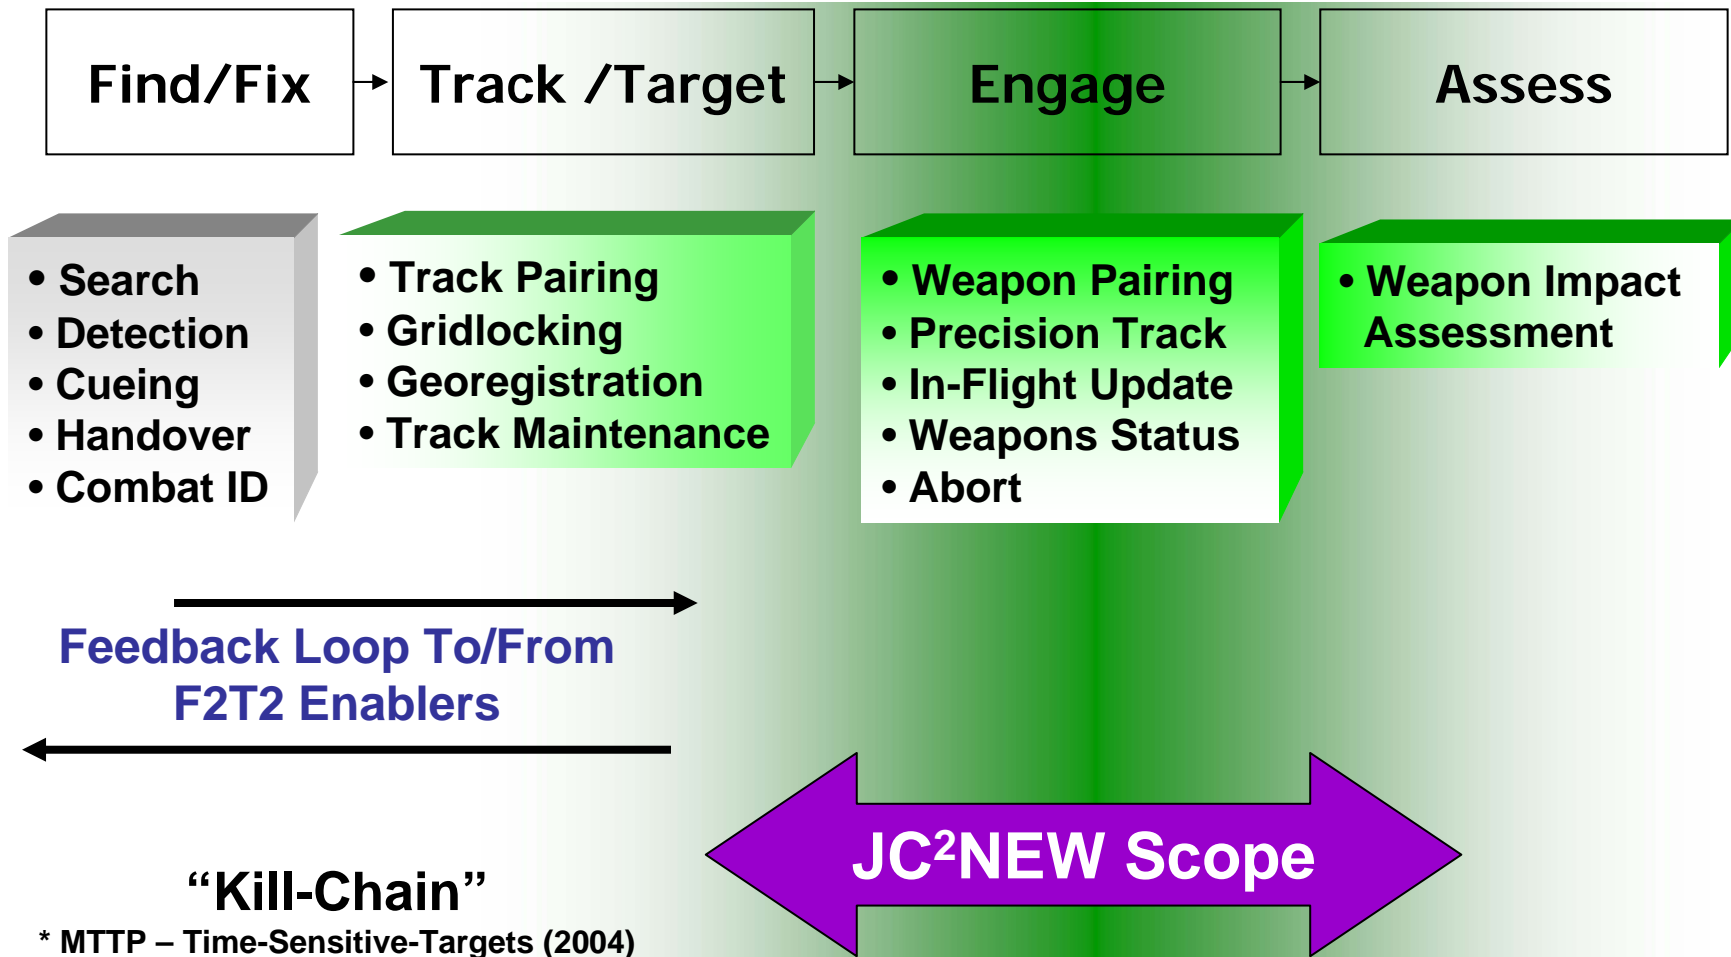 Find/Fix
Track /Target
Engage
Assess
• Search
• Detection
• Cueing
• Handover
• Combat ID
• Track Pairing
• Gridlocking
• Georegistration
• Track Maintenance
• Weapon Pairing
• Precision Track
• In-Flight Update
• Weapons Status
• Abort
• Weapon Impact
Assessment
Feedback Loop To/From
F2T2 Enablers
JC²NEW Scope
“Kill-Chain”
* MTTP – Time-Sensitive-Targets (2004)